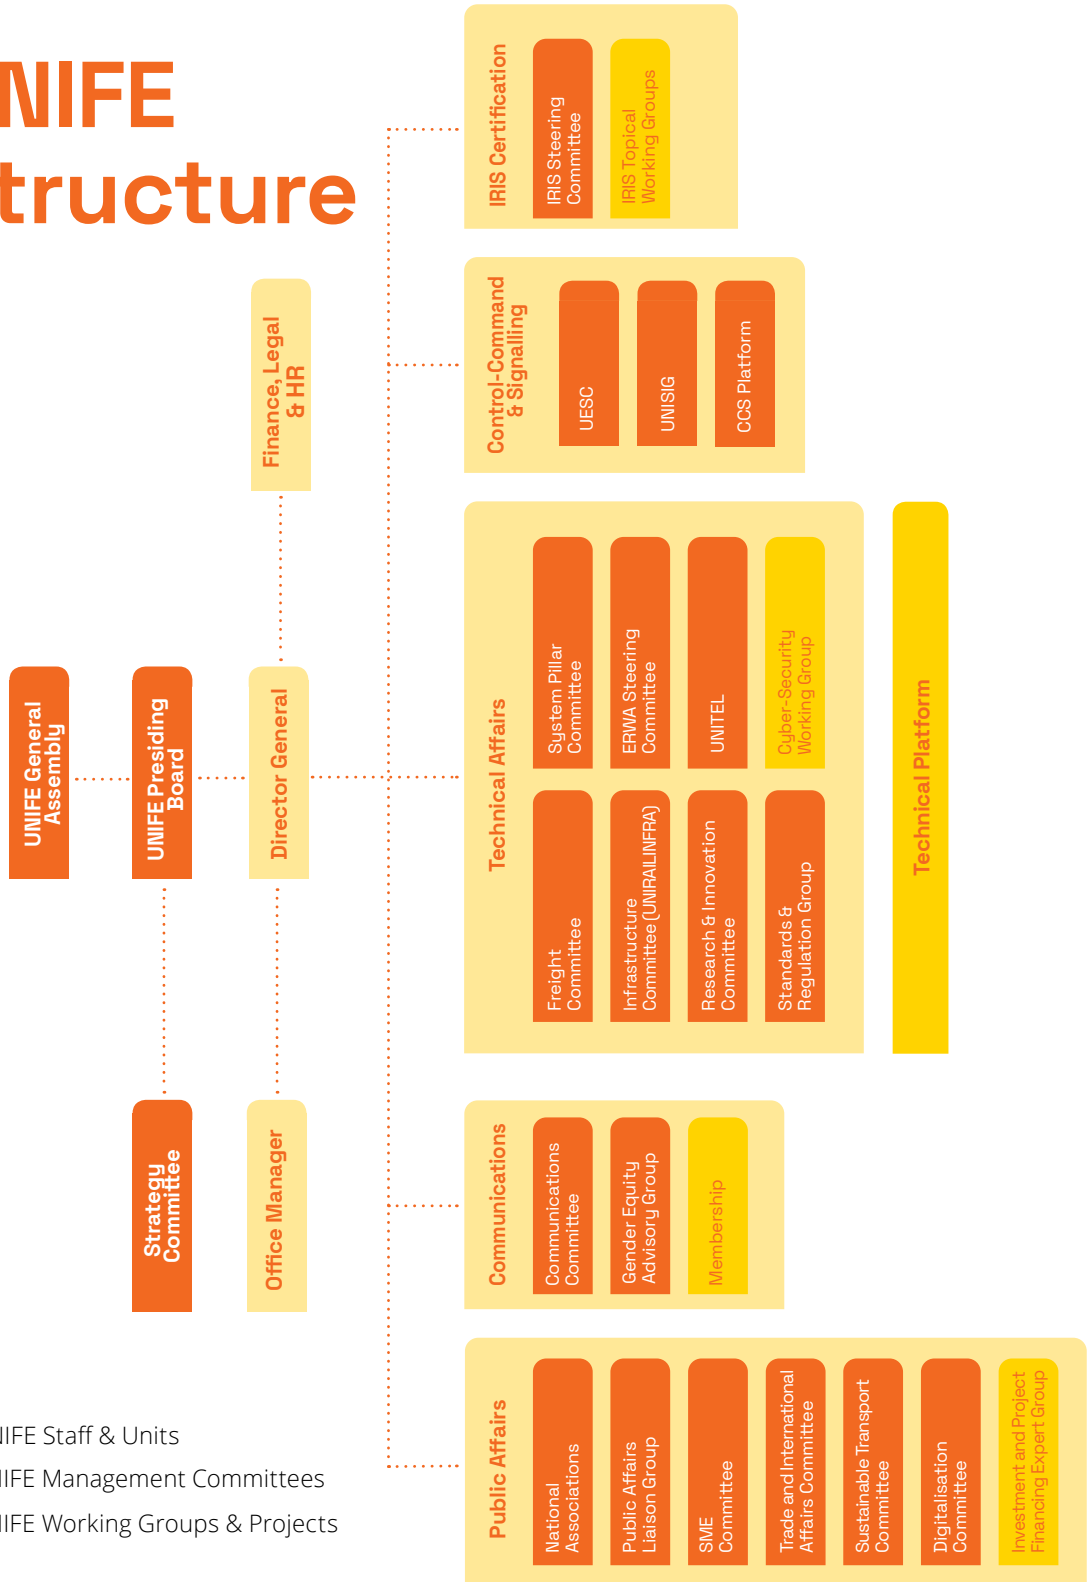 NIFE
tructure
UNIFE General
Assembly
UNIFE Presiding
Board
Strategy
Committee
Director General
Finance, Legal
& HR
Office Manager
Public Affairs
National
Associations
Public Affairs
Liaison Group
SME
Committee
Trade and International
Affairs Committee
Sustainable Transport
Committee
Digitalisation
Committee
Investment and Project
Financing Expert Group
Communications
Communications
Committee
Gender Equity
Advisory Group
Membership
Technical Affairs
Freight
Committee
Infrastructure
Committee (UNIRAILINFRA)
Research & Innovation
Committee
Standards &
Regulation Group
System Pillar
Committee
ERWA Steering
Committee
UNITEL
Cyber-Security
Working Group
Technical Platform
Control-Command
& Signalling
UESC
UNISIG
CCS Platform
IRIS Certification
IRIS Steering
Committee
IRIS Topical
Working Groups
NIFE Staff & Units
NIFE Management Committees
NIFE Working Groups & Projects